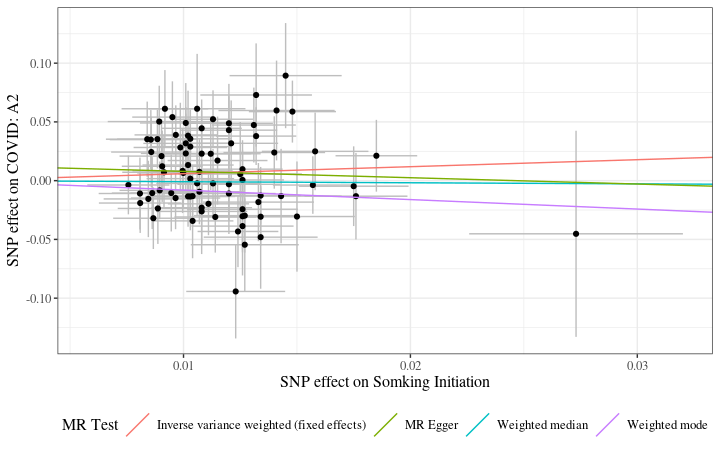 0.10
0.05
0.00
-0.05
-0.10
SNP effect on COVID: A2
0.01
0.02
0.03
SNP effect on Somking Initiation
MR Test
Inverse variance weighted (fixed effects)
MR Egger
Weighted median
Weighted mode